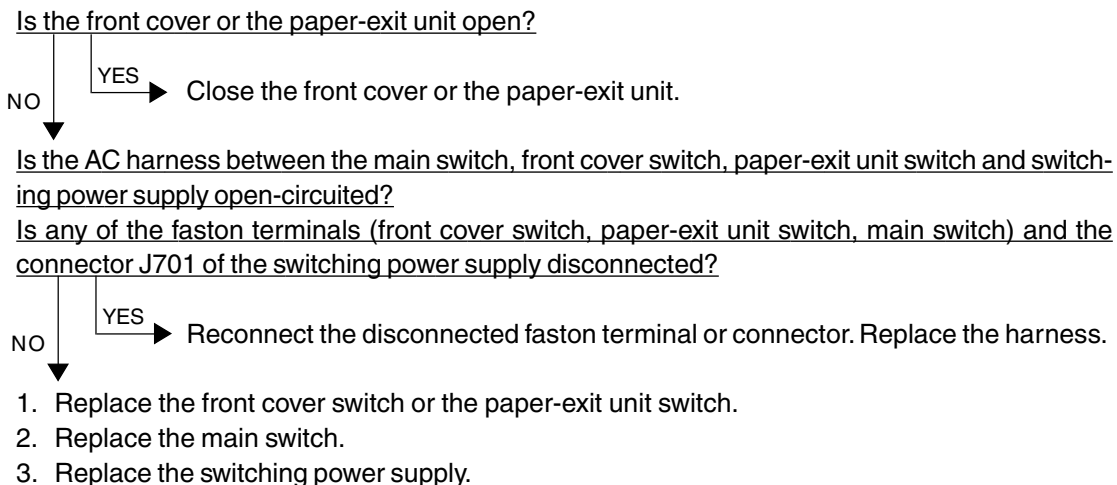 Is the front cover or the paper-exit unit open?
YES
Close the front cover or the paper-exit unit.
NO
Is the AC harness between the main switch, front cover switch, paper-exit unit switch and switch-
ing power supply open-circuited?
Is any of the faston terminals (front cover switch, paper-exit unit switch, main switch) and the
connector J701 of the switching power supply disconnected?
YES
Reconnect the disconnected faston terminal or connector. Replace the harness.
NO
1. Replace the front cover switch or the paper-exit unit switch.
2. Replace the main switch.
3. Replace the switching power supply.